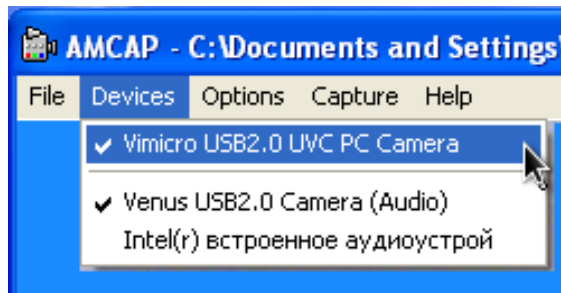 AMCAP - C:\Documents and Settings\
File Devices Options Capture Help
Vimicro USB2.0 UVC PC Camera
Venus USB2.0 Camera (Audio)
Intel(r) встроенное аудиоустрой